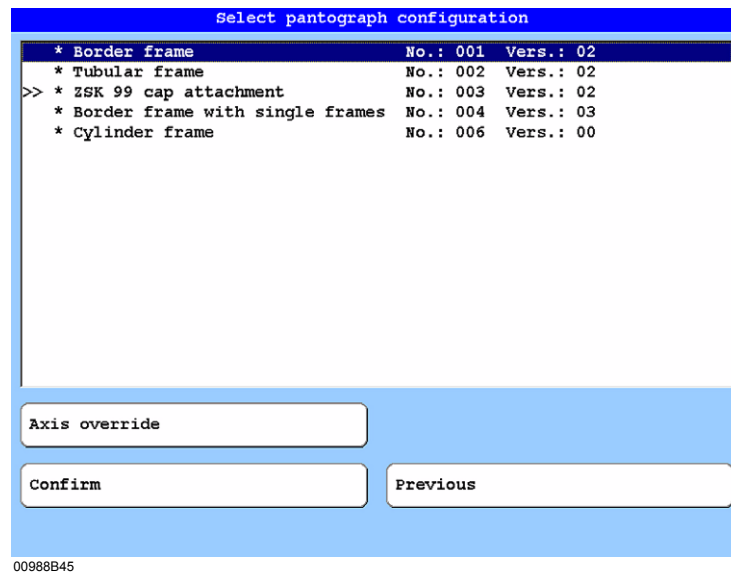 Select pantograph configuration
* Border frame No.: 001 Vers.: 02
* Tubular frame No.: 002 Vers.: 02
>> * ZSK 99 cap attachment No.: 003 Vers.: 02
* Border frame with single frames No.: 004 Vers.: 03
* Cylinder frame No.: 006 Vers.: 00
Axis override
Confirm Previous
00988B45